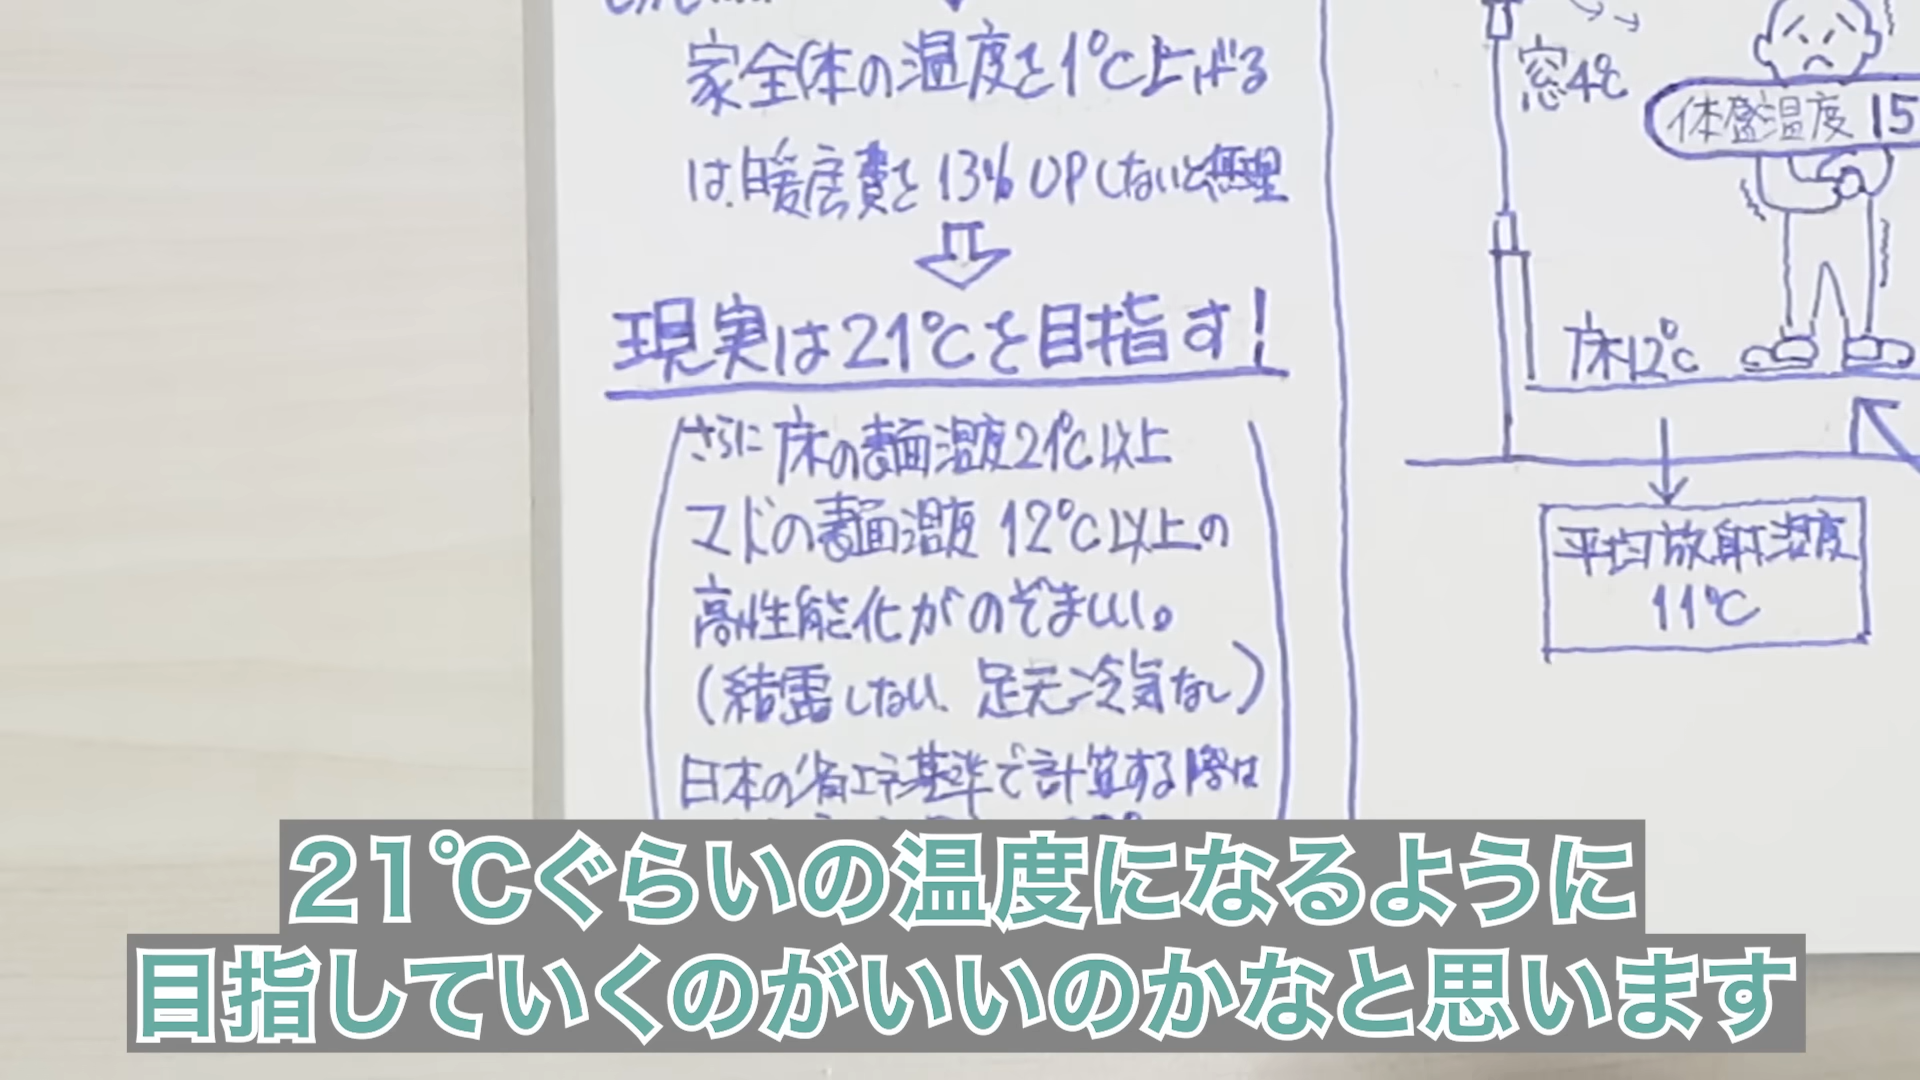 家全体の温度を1℃上げる
は暖房費を13% UPしないと無理
現実は21℃を目指す!
さらに床の表面温度21℃以上
マドの表面温度12℃以上の
高性能化がのぞましい。
(結露しない、足元冷気なし)
日本の省エネ基準で計算する際は
窓4℃
体感温度 15
床12℃
平均放射温度
11℃
21℃ぐらいの温度になるように
目指していくのがいいのかなと思います